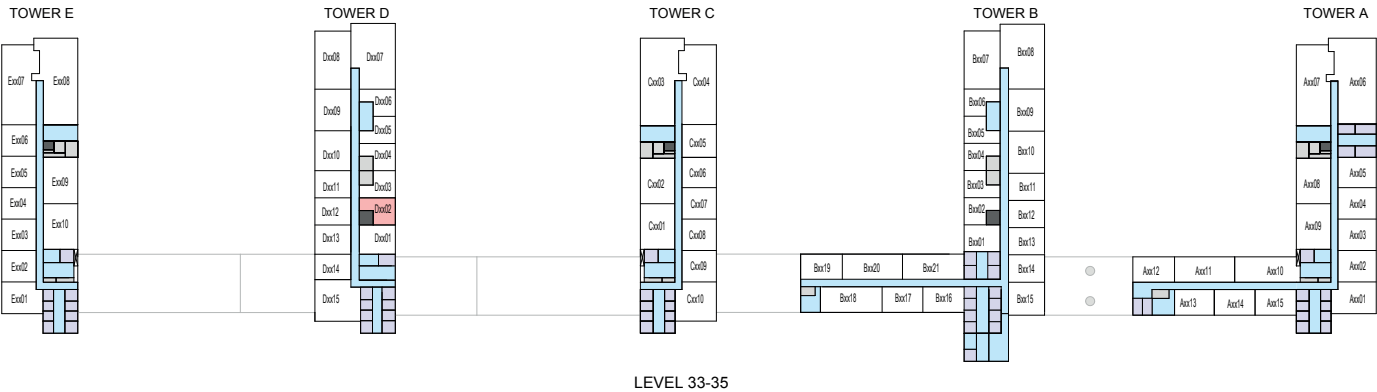 TOWER E
TOWER D
TOWER C
TOWER B
TOWER A
Exx07
Exx08
Exx06
Exx05
Exx09
Exx04
Exx03
Exx10
Exx02
Exx01
Dxx08
Dxx07
Dxx09
Dxx06
Dxx05
Dxx10
Dxx04
Dxx11
Dxx03
Dxx12
Dxx02
Dxx13
Dxx01
Dxx14
Dxx15
Cxx03
Cxx04
Cxx05
Cxx02
Cxx06
Cxx07
Cxx01
Cxx08
Cxx09
Cxx10
Bxx07
Bxx08
Bxx06
Bxx09
Bxx05
Bxx04
Bxx10
Bxx03
Bxx11
Bxx02
Bxx12
Bxx01
Bxx13
Bxx19
Bxx20
Bxx21
Bxx14
Bxx18
Bxx17
Bxx16
Bxx15
Axx07
Axx06
Axx05
Axx08
Axx04
Axx09
Axx03
Axx12
Axx11
Axx10
Axx02
Axx13
Axx14
Axx15
Axx01
LEVEL 33-35